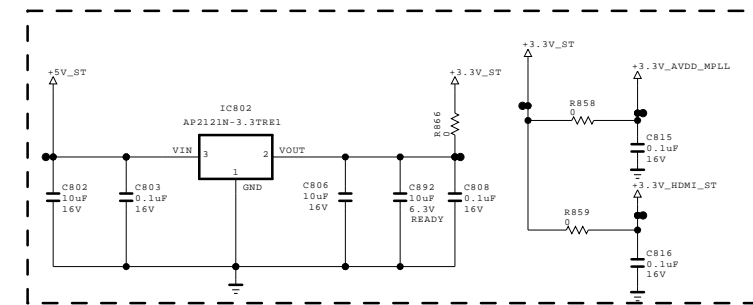 +5V_ST
IC802
AP2121N-3.3TRE1
VIN
3
2
VOUT
1
GND
C802
10uF
16V
C803
0.1uF
16V
C806
10uF
16V
C892
10uF
6.3V
READY
C808
0.1uF
16V
+3.3V_ST
R866
0
+3.3V_ST
R858
0
+3.3V_AVDD_MPLL
C815
0.1uF
16V
+3.3V_HDMI_ST
R859
0
C816
0.1uF
16V